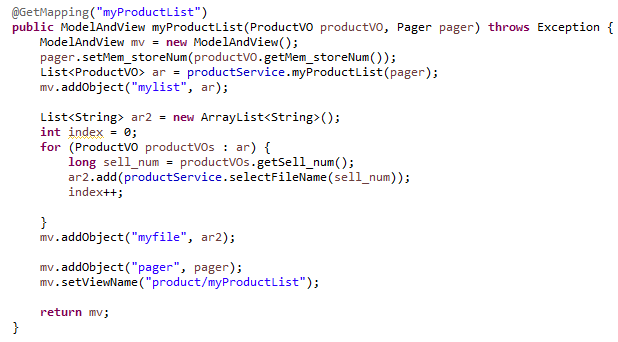 @GetMapping("myProductList")
public ModelAndView myProductList(ProductVO productVO, Pager pager) throws Exception {
    ModelAndView mv = new ModelAndView();
    pager.setMem_storeNum(productVO.getMem_storeNum());
    List<ProductVO> ar = productService.myProductList(pager);
    mv.addObject("mylist", ar);

    List<String> ar2 = new ArrayList<String>();
    int index = 0;
    for (ProductVO productVOs : ar) {
        long sell_num = productVOs.getSell_num();
        ar2.add(productService.selectFileName(sell_num));
        index++;

    }
    mv.addObject("myfile", ar2);

    mv.addObject("pager", pager);
    mv.setViewName("product/myProductList");

    return mv;
}